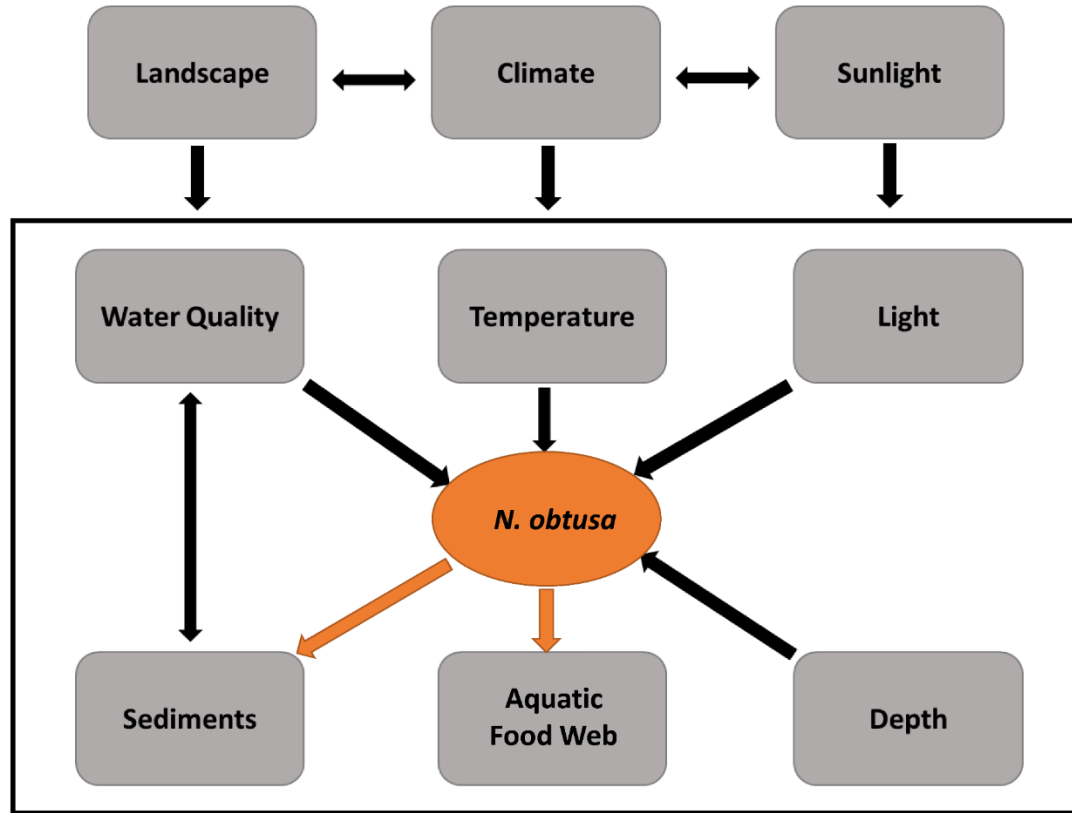 Landscape
Climate
Sunlight
Water Quality
Temperature
Light
N. obtusa
Sediments
Aquatic
Food Web
Depth